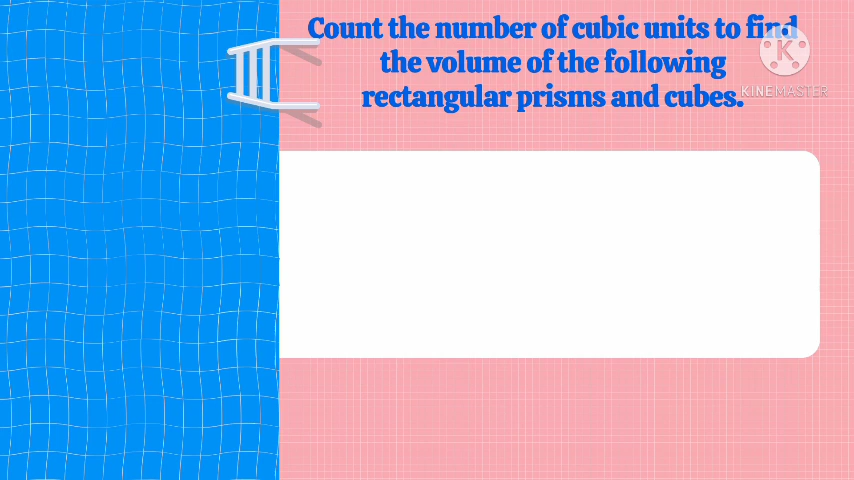 Count the number of cubic units to find
the volume of the following
rectangular prisms and cubes.
K
KINEMASTER